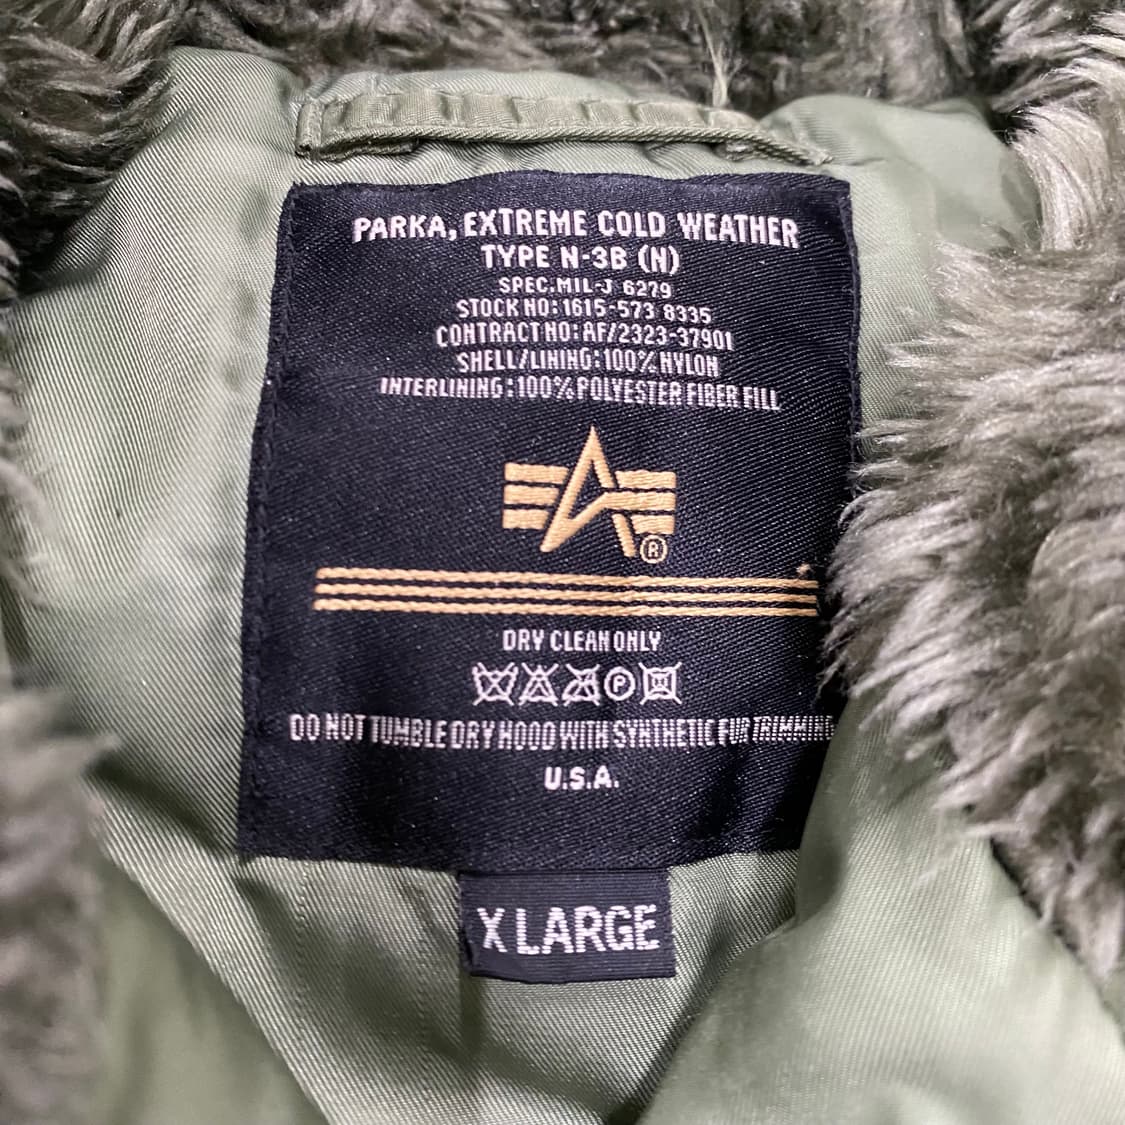 PARKA, EXTREME COLD WEATHER
TYPE N-3B (N)
SPEC.MIL-J 6279
STOCK NO: 1615-573 8335
CONTRACT NO: AF/2323-37901
SHELL/LINING: 100% NYLON
INTERLINING: 100% POLYESTER FIBER FILL
®
DRY CLEAN ONLY
P
DO NOT TUMBLE DRY HOOD WITH SYNTHETIC FUR TRIMMING
U.S.A.
X LARGE